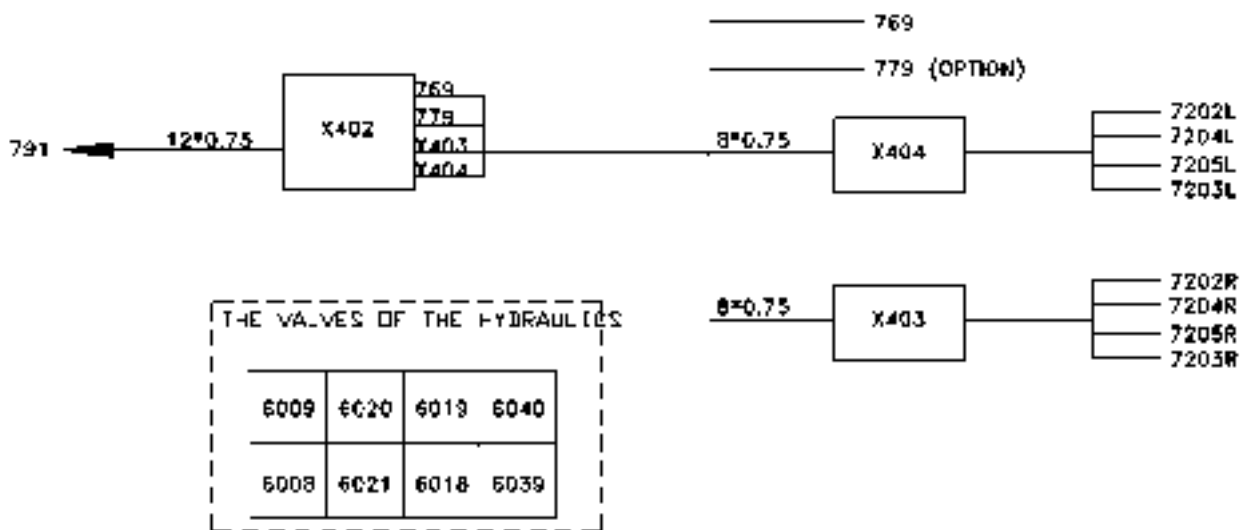 769
779 (OPTION)
791
12*0.75
X402
769
779
X403
X404
8*0.75
X404
7202L
7204L
7205L
7203L
8*0.75
X403
7202R
7204R
7205R
7203R
THE VALVES OF THE HYDRAULICS
6009 6020 6019 6040
6008 6021 6018 6039